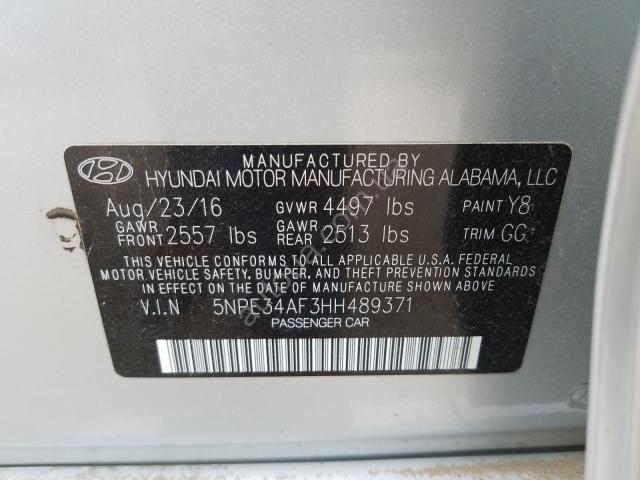 MANUFACTURED BY
HYUNDAI MOTOR MANUFACTURING ALABAMA, LLC
Aug/23/16 GVWR 4497 lbs PAINT Y8
GAWR FRONT 2557 lbs GAWR REAR 2513 lbs TRIM GG
THIS VEHICLE CONFORMS TO ALL APPLICABLE U.S.A. FEDERAL
MOTOR VEHICLE SAFETY, BUMPER, AND THEFT PREVENTION STANDARDS
IN EFFECT ON THE DATE OF MANUFACTURE SHOWN ABOVE.
V.I.N 5NPE34AF3HH489371
PASSENGER CAR